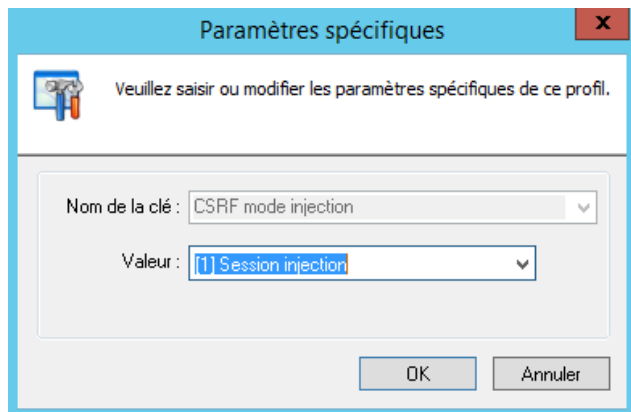 Paramètres spécifiques
x
Veuillez saisir ou modifier les paramètres spécifiques de ce profil.
Nom de la clé : CSRF mode injection
Valeur : [1] Session injection
OK Annuler